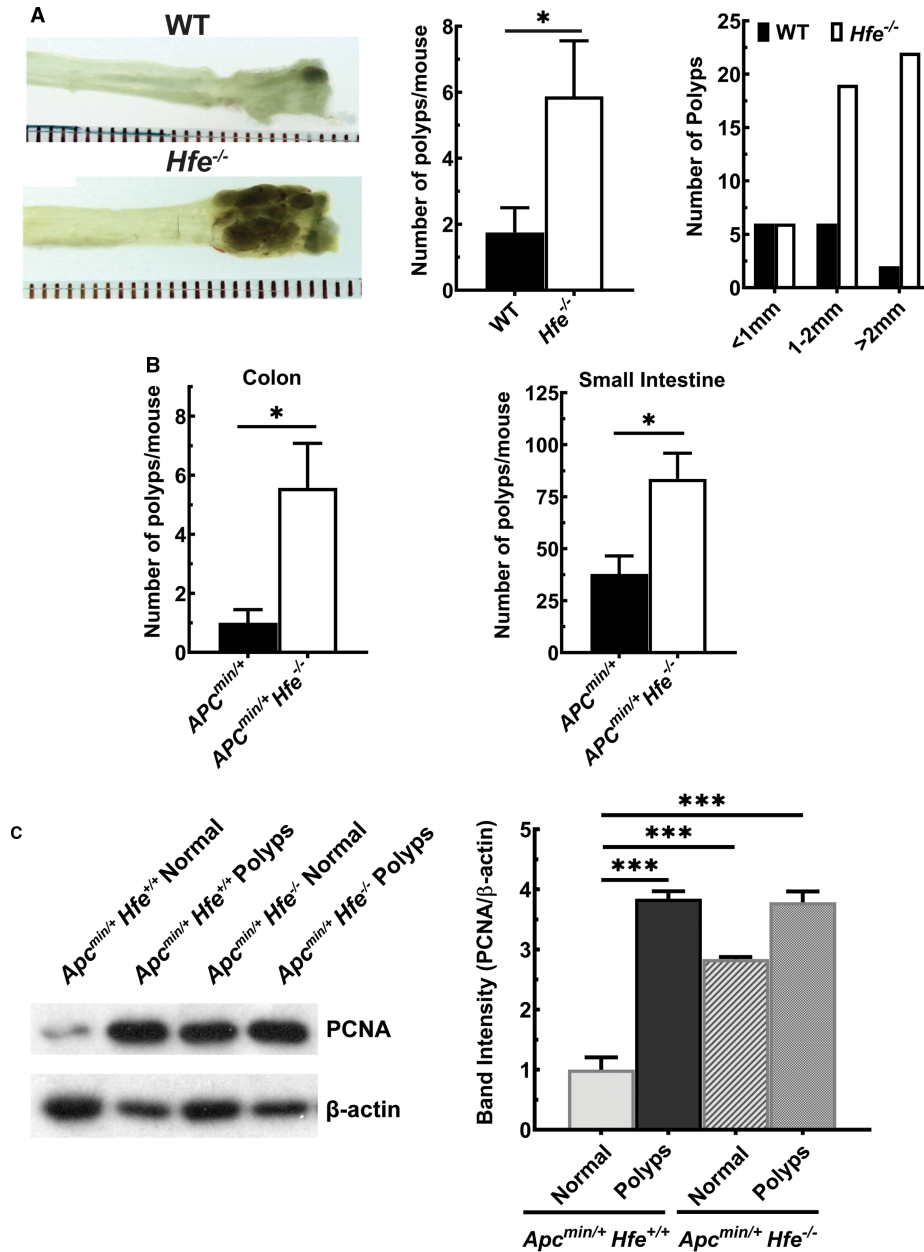 A
WT
Hfe-/-
Number of polyps/mouse
8
6
4
2
0
*
WT
Hfe-/-
Number of Polyps
25
20
15
10
5
0
WT Hfe-/-
<1mm
1-2mm
>2mm
B
Colon
Number of polyps/mouse
8
6
4
2
0
*
APCmin/+
APCmin/+ Hfe-/-
Small Intestine
Number of polyps/mouse
125
100
75
50
25
0
*
APCmin/+
APCmin/+ Hfe-/-
C
Apcmin/+ Hfe+/+ Normal
Apcmin/+ Hfe+/+ Polyps
Apcmin/+ Hfe-/- Normal
Apcmin/+ Hfe-/- Polyps
PCNA
β-actin
Band Intensity (PCNA/β-actin)
5
4
3
2
1
0
***
***
***
Normal
Polyps
Normal
Polyps
Apcmin/+ Hfe+/+
Apcmin/+ Hfe-/-